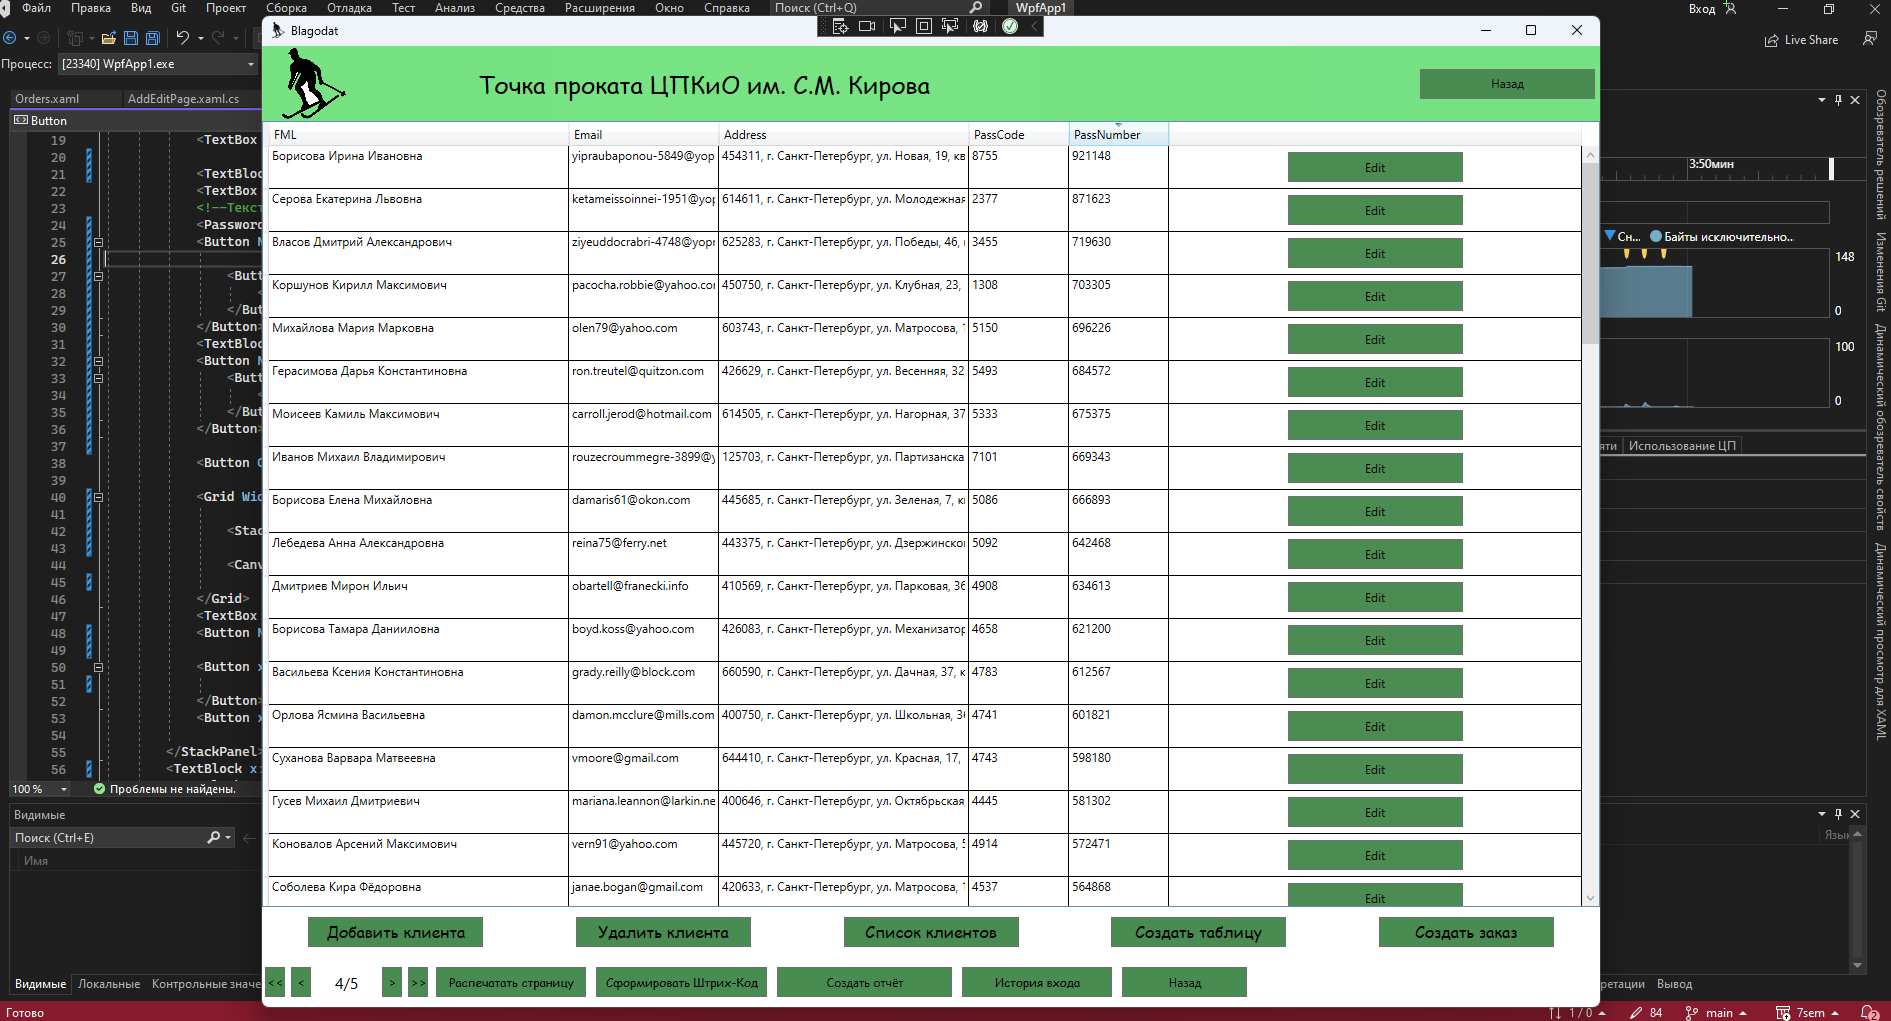 Файл Правка Вид Git Проект Сборка Отладка Тест Анализ Средства Расширения Окно Справка Поиск (Ctrl+Q) WpfApp1 Вход
Live Share
Процесс: [23340] WpfApp1.exe
Orders.xaml AddEditPage.xaml.cs
Button
19 <TextBox
20
21 <TextBloc
22 <TextBox
23 <!--Текст
24 <Password
25 <Button N
26
27 <Butt
28 <
29 </Bu
30 </Button>
31 <TextBloc
32 <Button N
33 <Butt
34 <
35 </Bu
36 </Button>
37
38 <Button C
39
40 <Grid Wid
41
42 <Stac
43
44 <Canv
45
46 </Grid>
47 <TextBox
48 <Button N
49
50 <Button x
51
52 </Button>
53 <Button x
54
55 </StackPanel>
56 <TextBlock x:
100 % Проблемы не найдены.
Видимые
Поиск (Ctrl+E)
Имя
Видимые Локальные Контрольные значе
Готово
Blagodat
Точка проката ЦПКиО им. С.М. Кирова
Назад
FML Email Address PassCode PassNumber
Борисова Ирина Ивановна yipraubaponou-5849@yop 454311, г. Санкт-Петербург, ул. Новая, 19, кв 8755 921148 Edit
Серова Екатерина Львовна ketameissoinnei-1951@yop 614611, г. Санкт-Петербург, ул. Молодежная 2377 871623 Edit
Власов Дмитрий Александрович ziyeuddocrabri-4748@yopr 625283, г. Санкт-Петербург, ул. Победы, 46, 3455 719630 Edit
Коршунов Кирилл Максимович pacocha.robbie@yahoo.co 450750, г. Санкт-Петербург, ул. Клубная, 23, 1308 703305 Edit
Михайлова Мария Марковна olen79@yahoo.com 603743, г. Санкт-Петербург, ул. Матросова, 1 5150 696226 Edit
Герасимова Дарья Константиновна ron.treutel@quitzon.com 426629, г. Санкт-Петербург, ул. Весенняя, 32 5493 684572 Edit
Моисеев Камиль Максимович carroll.jerod@hotmail.com 614505, г. Санкт-Петербург, ул. Нагорная, 37 5333 675375 Edit
Иванов Михаил Владимирович rouzecroummegre-3899@y 125703, г. Санкт-Петербург, ул. Партизанска 7101 669343 Edit
Борисова Елена Михайловна damaris61@okon.com 445685, г. Санкт-Петербург, ул. Зеленая, 7, к 5086 666893 Edit
Лебедева Анна Александровна reina75@ferry.net 443375, г. Санкт-Петербург, ул. Дзержинско 5092 642468 Edit
Дмитриев Мирон Ильич obartell@franecki.info 410569, г. Санкт-Петербург, ул. Парковая, 36 4908 634613 Edit
Борисова Тамара Данииловна boyd.koss@yahoo.com 426083, г. Санкт-Петербург, ул. Механизатор 4658 621200 Edit
Васильева Ксения Константиновна grady.reilly@block.com 660590, г. Санкт-Петербург, ул. Дачная, 37, к 4783 612567 Edit
Орлова Ясмина Васильевна damon.mcclure@mills.com 400750, г. Санкт-Петербург, ул. Школьная, 36 4741 601821 Edit
Суханова Варвара Матвеевна vmoore@gmail.com 644410, г. Санкт-Петербург, ул. Красная, 17, 4743 598180 Edit
Гусев Михаил Дмитриевич mariana.leannon@larkin.ne 400646, г. Санкт-Петербург, ул. Октябрьская 4445 581302 Edit
Коновалов Арсений Максимович vern91@yahoo.com 445720, г. Санкт-Петербург, ул. Матросова, 5 4914 572471 Edit
Соболева Кира Фёдоровна janae.bogan@gmail.com 420633, г. Санкт-Петербург, ул. Матросова, 1 4537 564868 Edit
Добавить клиента Удалить клиента Список клиентов Создать таблицу Создать заказ
<< < 4/5 > >> Распечатать страницу Сформировать Штрих-Код Создать отчёт История входа Назад
3:50мин
Сн... Байты исключительно...
148
0
100
0
яти Использование ЦП
Язы
претации Вывод
1 / 0 84 main 7sem 2
Обозреватель решений
Изменения Git
Динамический обозреватель свойств
Динамический просмотр для XAML